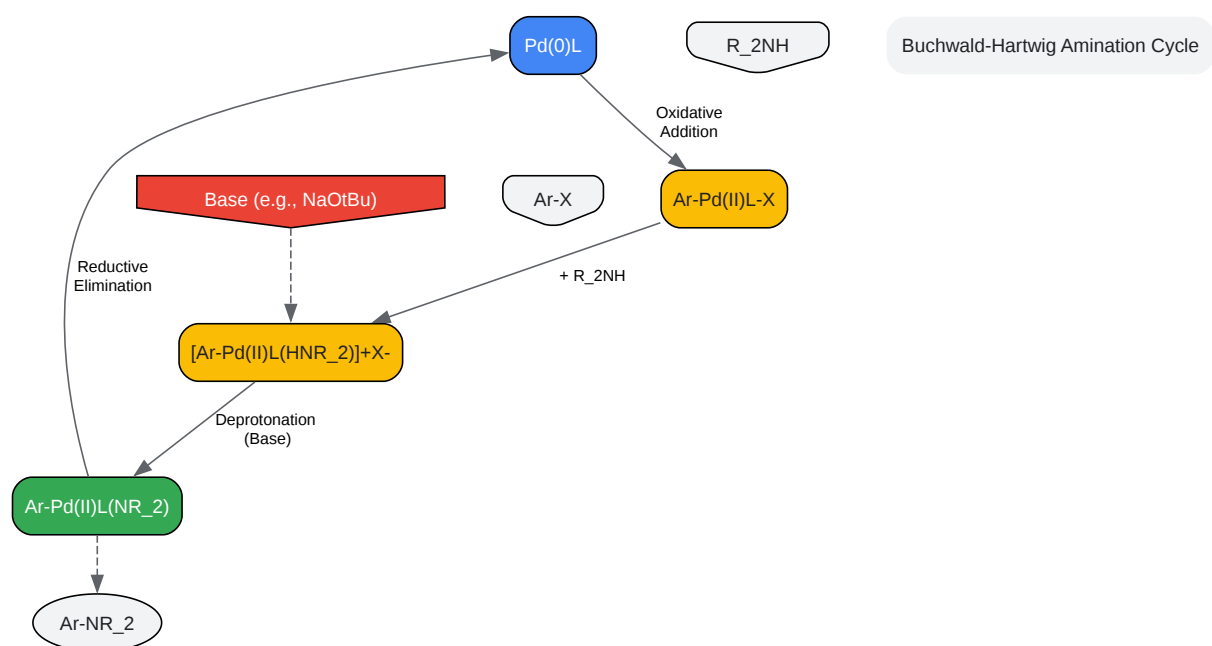 Pd(0)L
R_2NH
Buchwald-Hartwig Amination Cycle
Oxidative
Addition
Base (e.g., NaOtBu)
Ar-X
Ar-Pd(II)L-X
Reductive
Elimination
+ R_2NH
[Ar-Pd(II)L(HNR_2)]+X-
Deprotonation
(Base)
Ar-Pd(II)L(NR_2)
Ar-NR_2